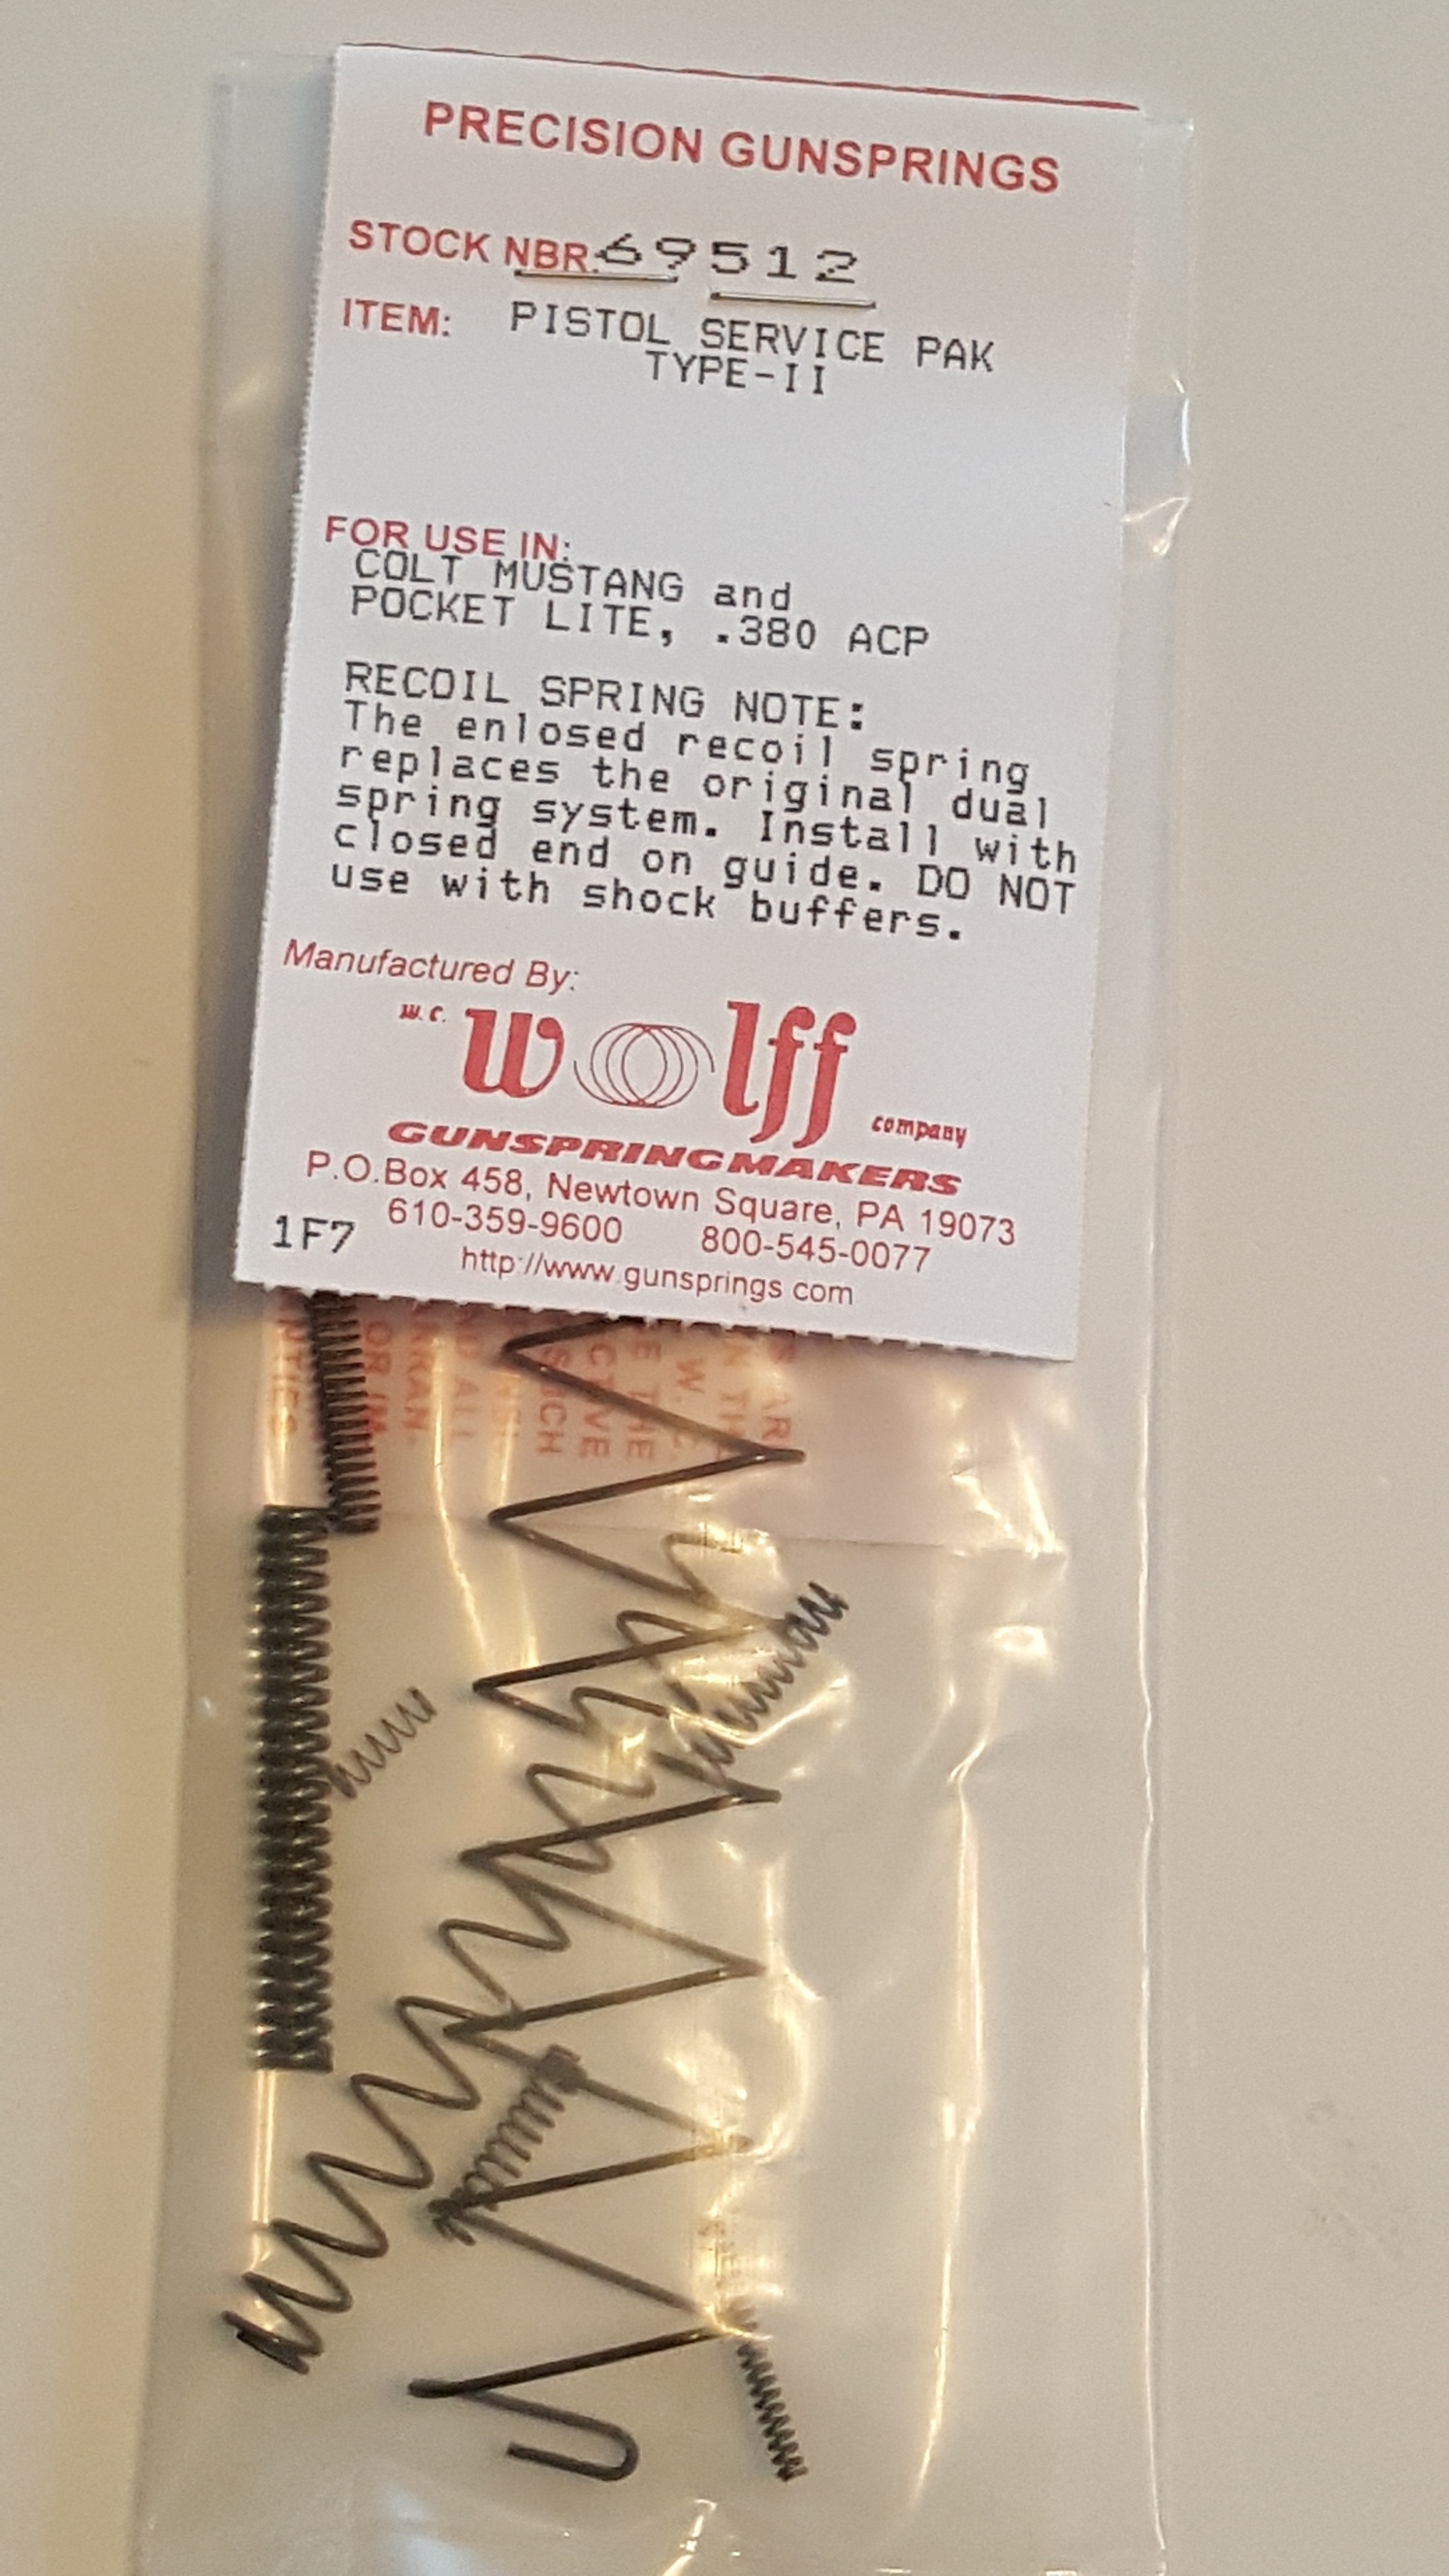 PRECISION GUNSPRINGS
STOCK NBR. 69512
ITEM: PISTOL SERVICE PAK
TYPE-II
FOR USE IN:
COLT MUSTANG and
POCKET LITE, .380 ACP
RECOIL SPRING NOTE:
The enlosed recoil spring
replaces the original dual
spring system. Install with
closed end on guide. DO NOT
use with shock buffers.
Manufactured By:
W. C. Wolff company
GUNSPRINGMAKERS
P.O.Box 458, Newtown Square, PA 19073
610-359-9600 800-545-0077
1F7
http://www.gunsprings.com